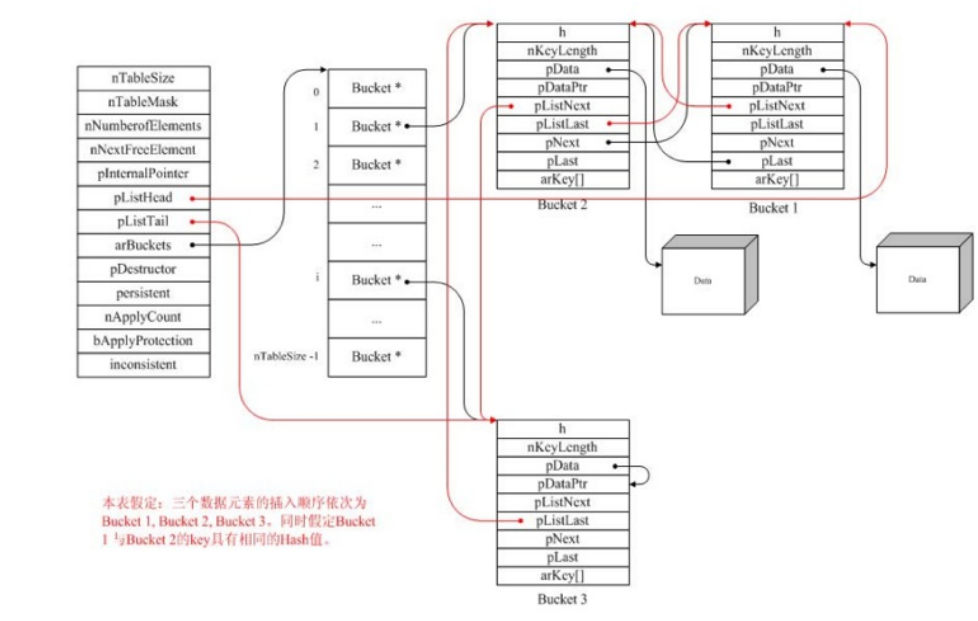 nTableSize
nTableMask
nNumberofElements
nNextFreeElement
pInternalPointer
pListHead
pListTail
arBuckets
pDestructor
persistent
nApplyCount
bApplyProtection
inconsistent
0
Bucket *
1
Bucket *
2
Bucket *
...
...
i
Bucket *
...
nTableSize -1
Bucket *
h
nKeyLength
pData
pDataPtr
pListNext
pListLast
pNext
pLast
arKey[]
Bucket 2
h
nKeyLength
pData
pDataPtr
pListNext
pListLast
pNext
pLast
arKey[]
Bucket 1
Data
Data
h
nKeyLength
pData
pDataPtr
pListNext
pListLast
pNext
pLast
arKey[]
Bucket 3
本表假定：三个数据元素的插入顺序依次为
Bucket 1, Bucket 2, Bucket 3。同时假定Bucket
1 与Bucket 2的key具有相同的Hash值。